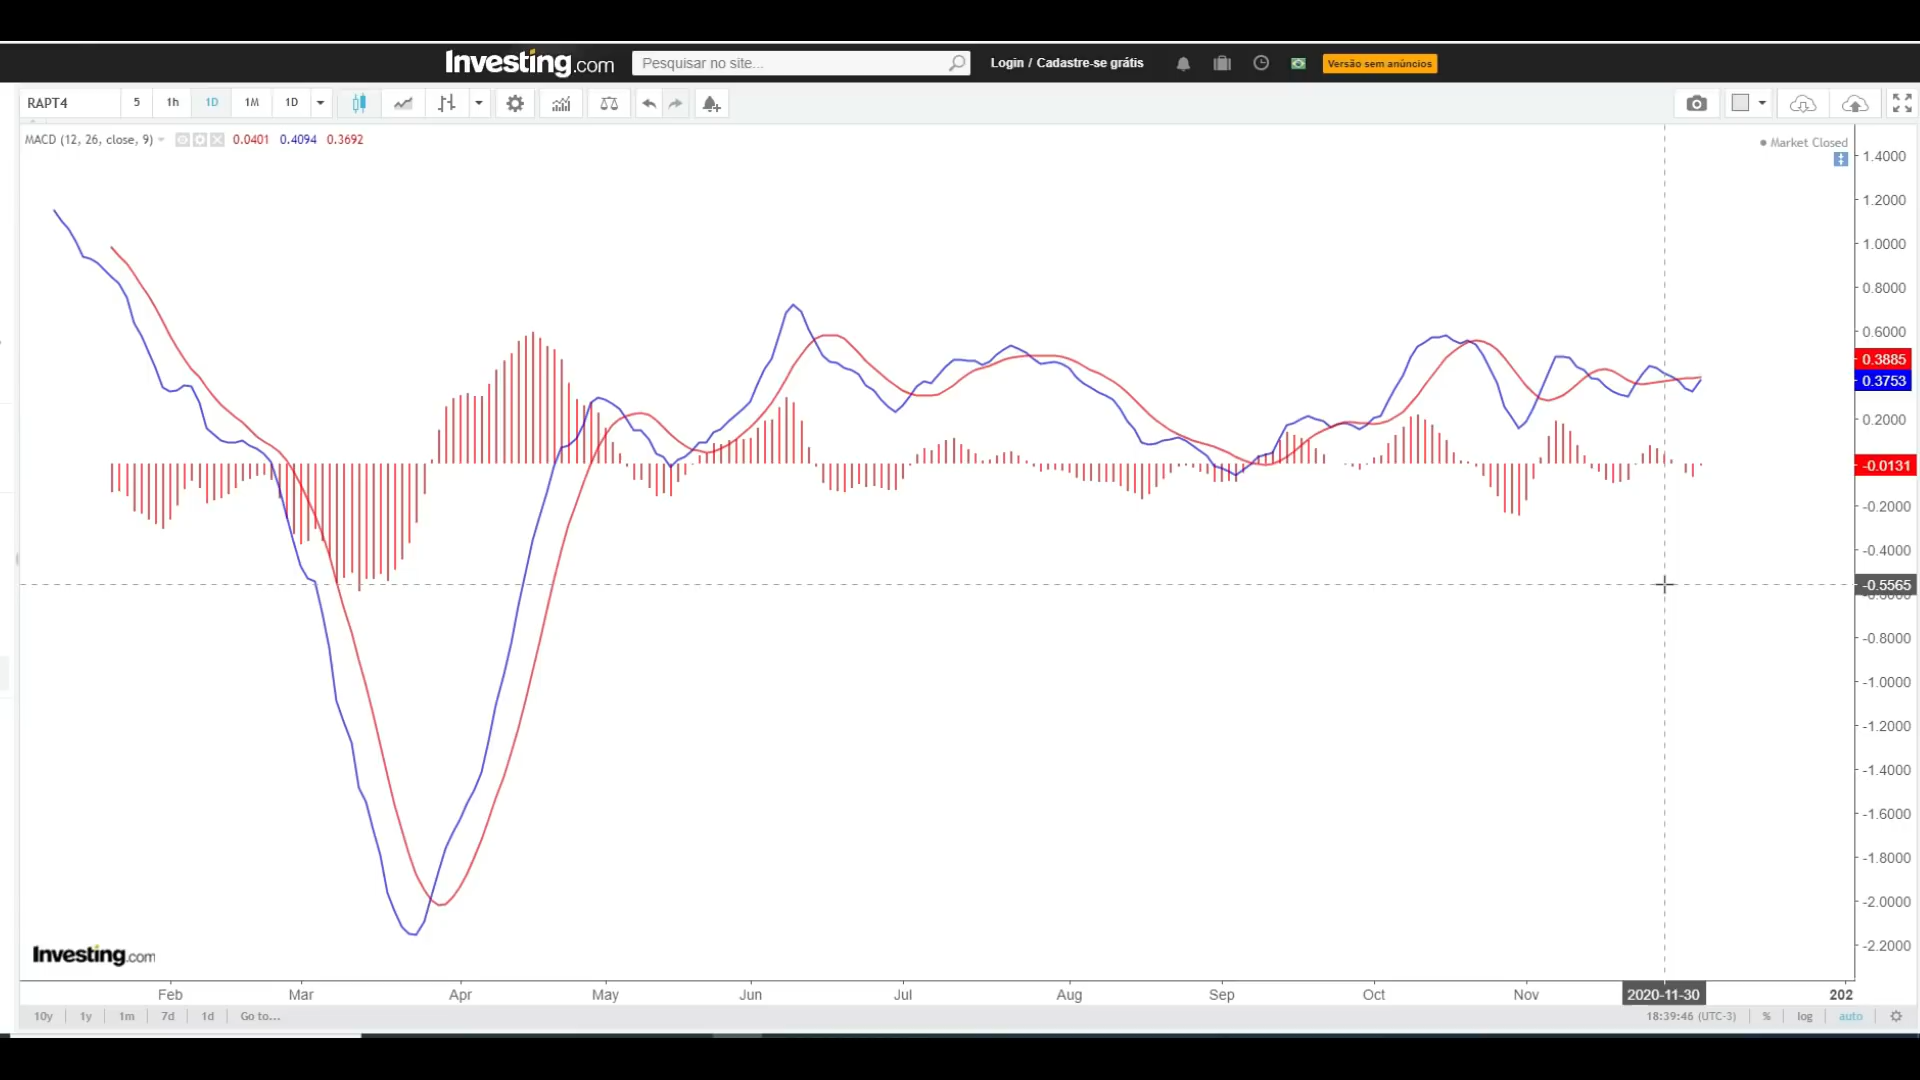 Investing.com
Pesquisar no site...
Login / Cadastre-se grátis
Versão sem anúncios
RAPT4
5
1h
1D
1M
1D
MACD (12, 26, close, 9)
0.0401
0.4094
0.3692
Market Closed
1.4000
1.2000
1.0000
0.8000
0.6000
0.3885
0.3753
0.2000
-0.0131
-0.2000
-0.4000
-0.5565
-0.8000
-1.0000
-1.2000
-1.4000
-1.6000
-1.8000
-2.0000
-2.2000
Investing.com
Feb
Mar
Apr
May
Jun
Jul
Aug
Sep
Oct
Nov
2020-11-30
202
10y
1y
1m
7d
1d
Go to...
18:39:46 (UTC-3)
%
log
auto